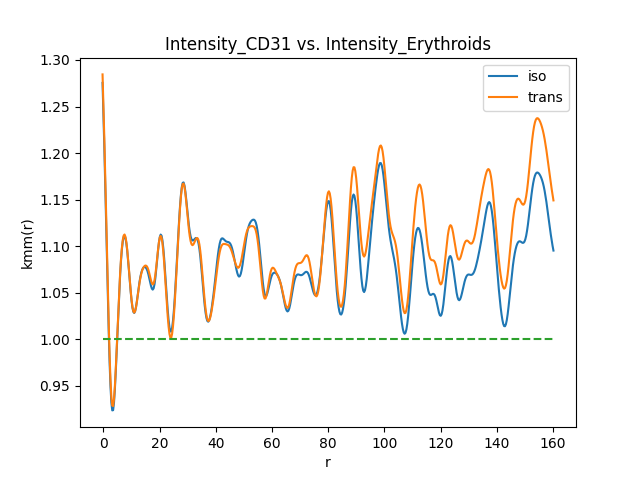 Intensity_CD31 vs. Intensity_Erythroids
iso
trans
1.30
1.25
1.20
1.15
1.10
1.05
1.00
0.95
kmm(r)
0 20 40 60 80 100 120 140 160
r